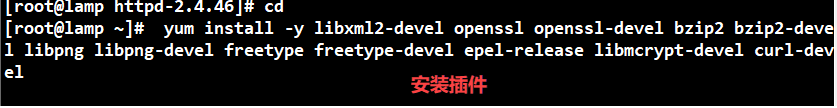 [root@lamp httpd-2.4.46]# cd
[root@lamp ~]#  yum install -y libxml2-devel openssl openssl-devel bzip2 bzip2-deve
l libpng libpng-devel freetype freetype-devel epel-release libmcrypt-devel curl-dev
el
安装插件